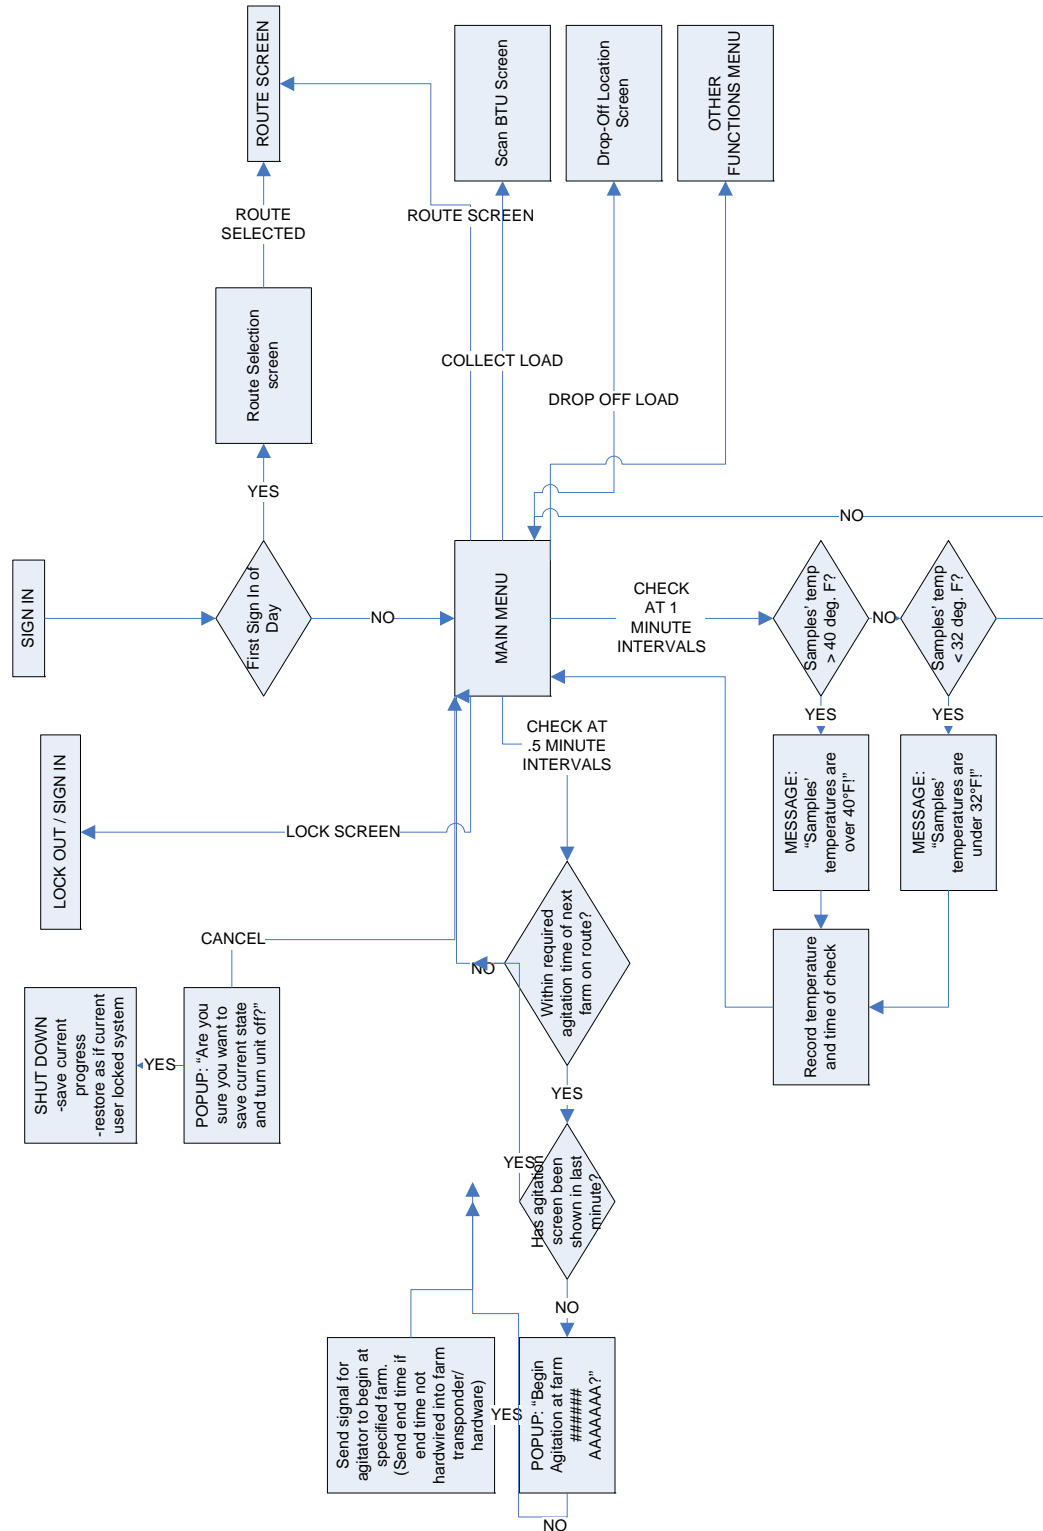 SIGN IN
LOCK OUT / SIGN IN
SHUT DOWN
-save current
progress
-restore as if current
user locked system
YES
POPUP: “Are you
sure you want to
save current state
and turn unit off?”
CANCEL
LOCK SCREEN
First Sign In of
Day
YES
NO
Route Selection
screen
ROUTE
SELECTED
ROUTE SCREEN
ROUTE SCREEN
Scan BTU Screen
COLLECT LOAD
Drop-Off Location
Screen
DROP OFF LOAD
OTHER
FUNCTIONS MENU
MAIN MENU
CHECK
AT 1
MINUTE
INTERVALS
Samples’ temp
> 40 deg. F?
NO
Samples’ temp
< 32 deg. F?
NO
YES
YES
MESSAGE:
“Samples’
temperatures are
over 40°F!”
MESSAGE:
“Samples’
temperatures are
under 32°F!”
Record temperature
and time of check
CHECK AT
.5 MINUTE
INTERVALS
Within required
agitation time of next
farm on route?
NO
YES
Has agitation
screen been
shown in last
minute?
YES
NO
POPUP: “Begin
Agitation at farm
######
AAAAAAA?”
YES
NO
Send signal for
agitator to begin at
specified farm.
(Send end time if
end time not
hardwired into farm
transponder/
hardware)